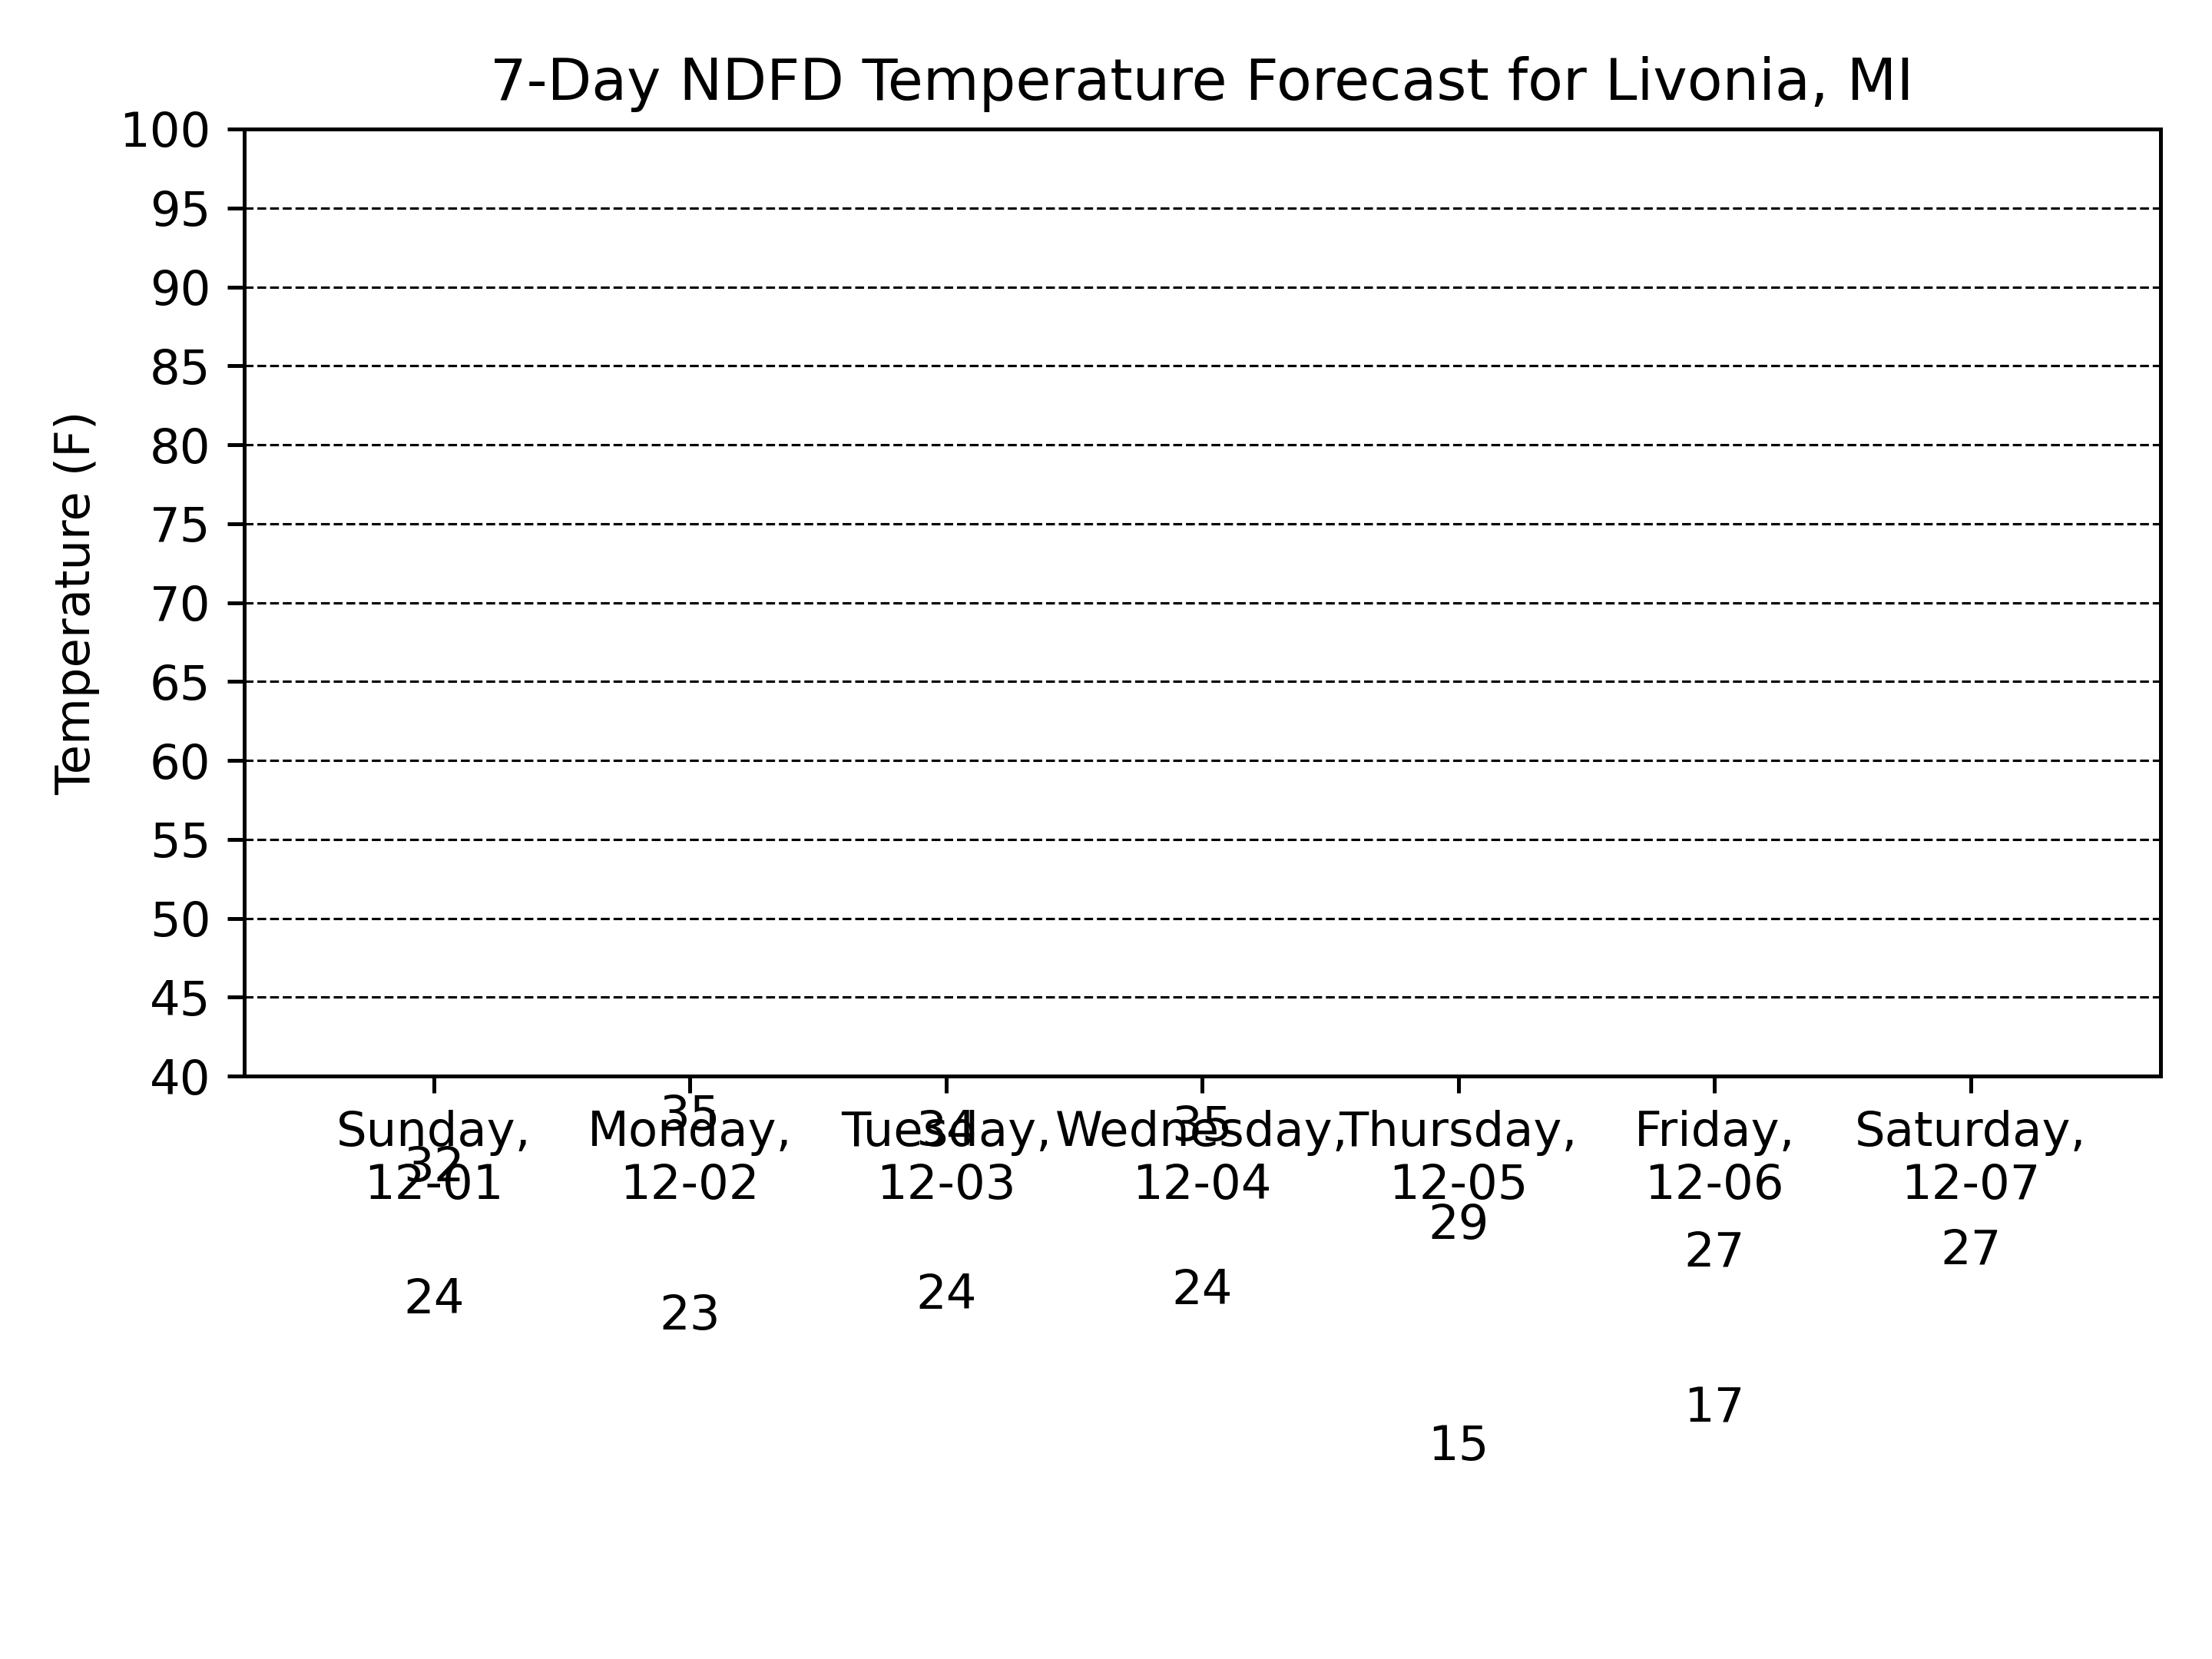 7-Day NDFD Temperature Forecast for Livonia, MI
Temperature (F)
100
95
90
85
80
75
70
65
60
55
50
45
40
Sunday, Monday, Tuesday, Wednesday, Thursday, Friday, Saturday,
12-01 12-02 12-03 12-04 12-05 12-06 12-07
32 35 34 35 29 27 27
24 23 24 24 15 17